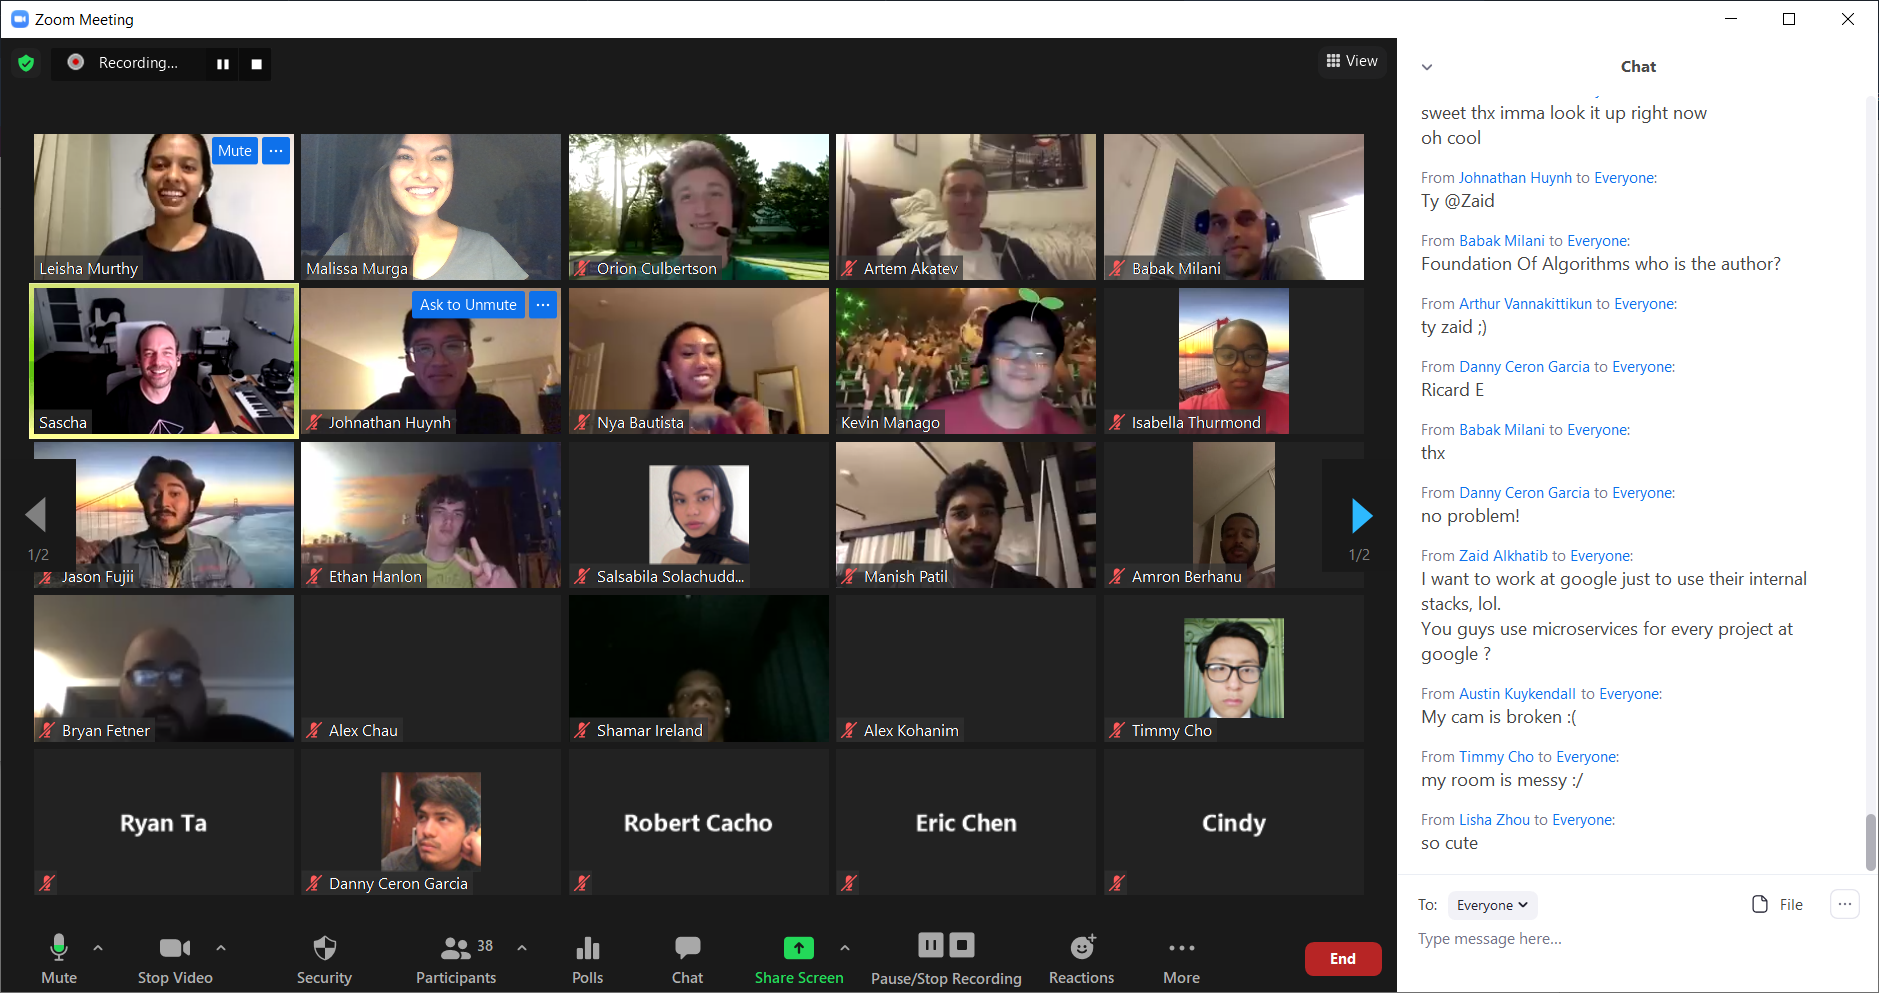 Zoom Meeting
Recording...
View
Mute
...
Leisha Murthy
Malissa Murga
Orion Culbertson
Artem Akatev
Babak Milani
Ask to Unmute
...
Sascha
Johnathan Huynh
Nya Bautista
Kevin Manago
Isabella Thurmond
1/2
1/2
Jason Fujii
Ethan Hanlon
Salsabila Solachudd...
Manish Patil
Amron Berhanu
Bryan Fetner
Alex Chau
Shamar Ireland
Alex Kohanim
Timmy Cho
Ryan Ta
Robert Cacho
Eric Chen
Cindy
Danny Ceron Garcia
Mute
Stop Video
Security
38
Participants
Polls
Chat
Share Screen
Pause/Stop Recording
Reactions
More
End
Chat
sweet thx imma look it up right now
oh cool
From Johnathan Huynh to Everyone:
Ty @Zaid
From Babak Milani to Everyone:
Foundation Of Algorithms who is the author?
From Arthur Vannakittikun to Everyone:
ty zaid ;)
From Danny Ceron Garcia to Everyone:
Ricard E
From Babak Milani to Everyone:
thx
From Danny Ceron Garcia to Everyone:
no problem!
From Zaid Alkhatib to Everyone:
I want to work at google just to use their internal
stacks, lol.
You guys use microservices for every project at
google ?
From Austin Kuykendall to Everyone:
My cam is broken :(
From Timmy Cho to Everyone:
my room is messy :/
From Lisha Zhou to Everyone:
so cute
To: Everyone
File
...
Type message here...